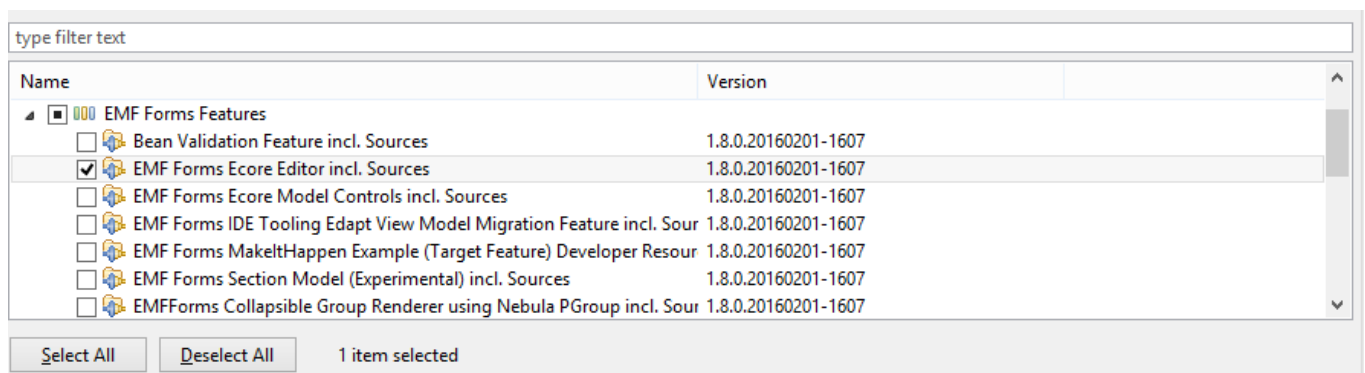 type filter text
Name Version
EMF Forms Features
Bean Validation Feature incl. Sources 1.8.0.20160201-1607
EMF Forms Ecore Editor incl. Sources 1.8.0.20160201-1607
EMF Forms Ecore Model Controls incl. Sources 1.8.0.20160201-1607
EMF Forms IDE Tooling Edapt View Model Migration Feature incl. Sour 1.8.0.20160201-1607
EMF Forms MakeItHappen Example (Target Feature) Developer Resour 1.8.0.20160201-1607
EMF Forms Section Model (Experimental) incl. Sources 1.8.0.20160201-1607
EMFForms Collapsible Group Renderer using Nebula PGroup incl. Sour 1.8.0.20160201-1607
Select All Deselect All 1 item selected